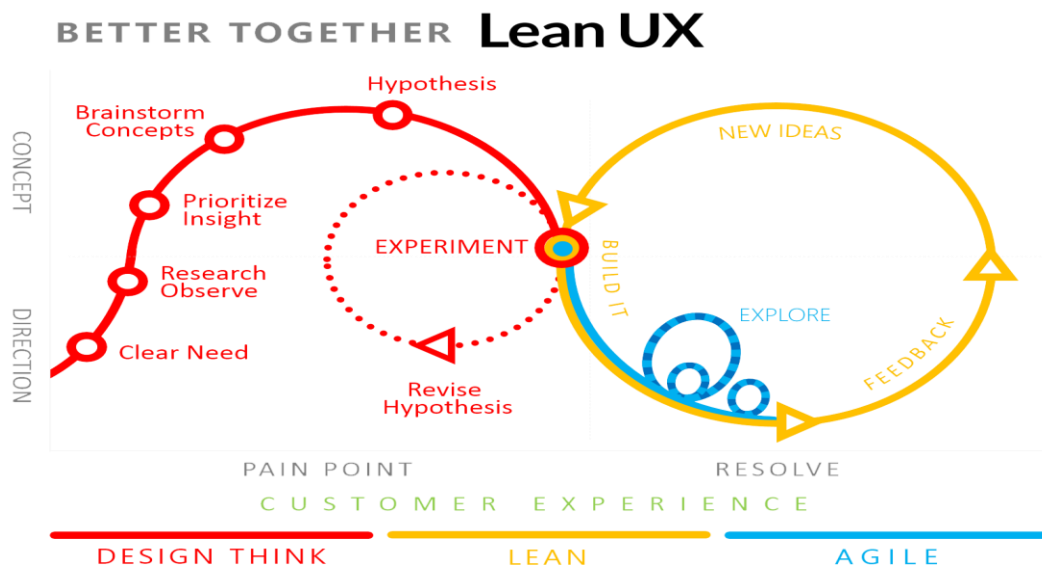 BETTER TOGETHER Lean UX
Hypothesis
Brainstorm
Concepts
NEW IDEAS
CONCEPT
Prioritize
Insight
EXPERIMENT
BUILD IT
Research
Observe
DIRECTION
EXPLORE
Clear Need
FEEDBACK
Revise
Hypothesis
PAIN POINT
RESOLVE
CUSTOMER EXPERIENCE
DESIGN THINK
LEAN
AGILE